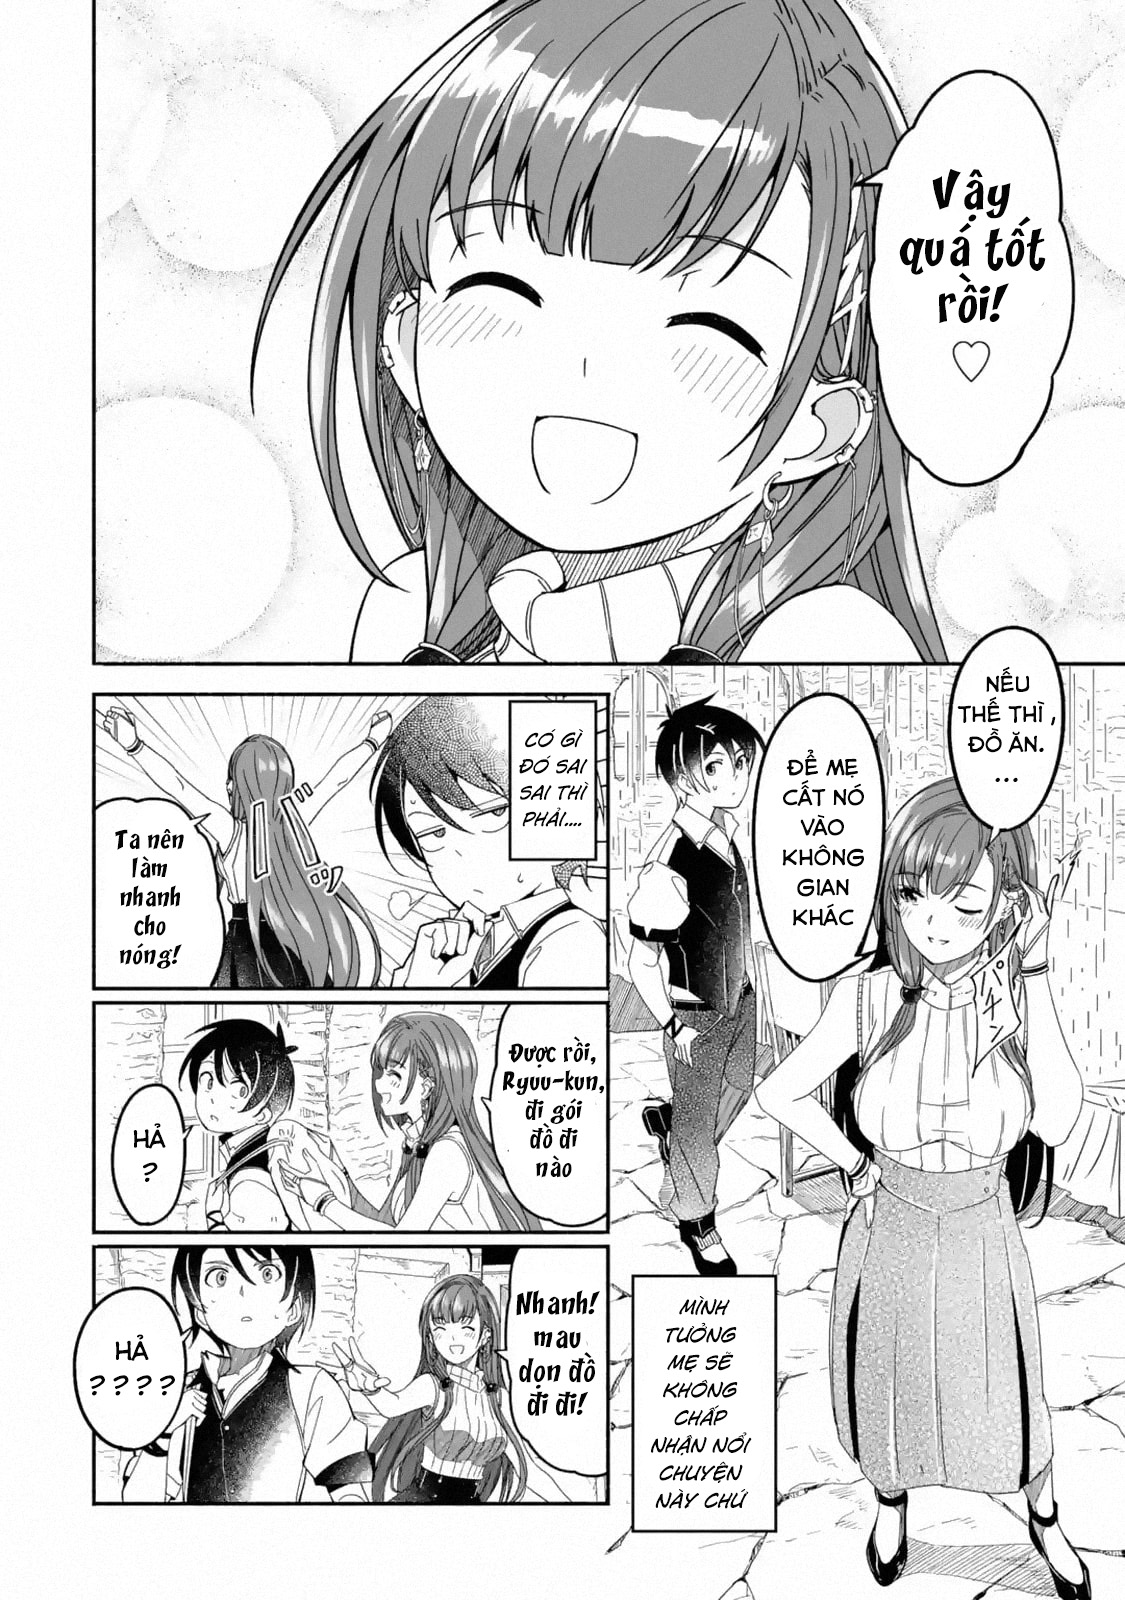 Vậy
quá tốt
rồi!
♡
NẾU
THẾ THÌ ,
ĐỒ ĂN.
...
ĐỂ MẸ
CẤT NÓ
VÀO
KHÔNG
GIAN
KHÁC
パチン
MÌNH
TƯỞNG
MẸ SẼ
KHÔNG
CHẤP
NHẬN NỔI
CHUYỆN
NÀY CHỨ
CÓ GÌ
ĐÓ SAI
SAI THÌ
PHẢI....
Ta nên
làm
nhanh
cho
nóng!
Được rồi,
Ryuu-kun,
đi gói
đồ đi
nào
HẢ
?
Nhanh!
mau
dọn đồ
đi đi!
HẢ
? ? ? ?